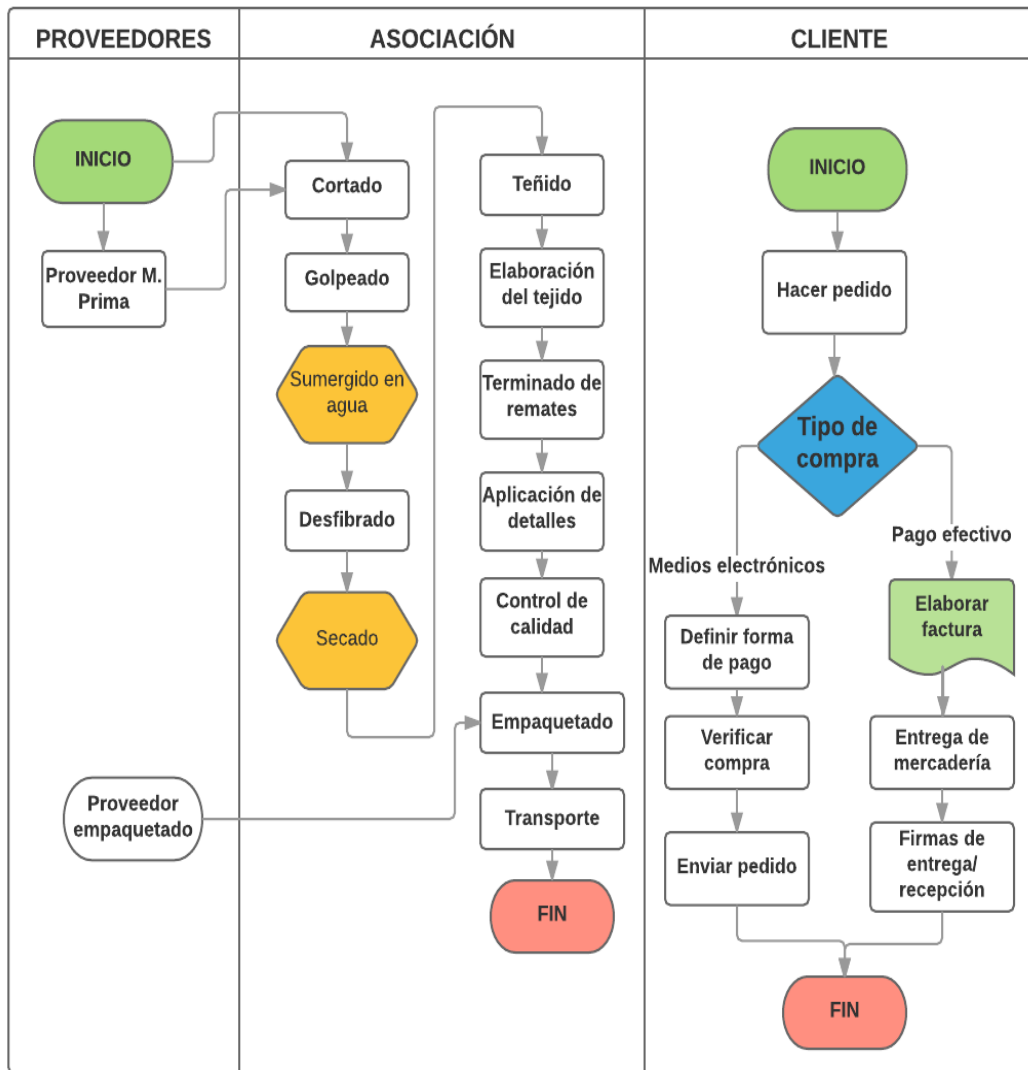 PROVEEDORES
ASOCIACIÓN
CLIENTE
INICIO
Proveedor M.
Prima
Proveedor
empaquetado
Cortado
Golpeado
Sumergido en
agua
Desfibrado
Secado
Teñido
Elaboración
del tejido
Terminado de
remates
Aplicación de
detalles
Control de
calidad
Empaquetado
Transporte
FIN
INICIO
Hacer pedido
Tipo de
compra
Medios electrónicos
Definir forma
de pago
Verificar
compra
Enviar pedido
Pago efectivo
Elaborar
factura
Entrega de
mercadería
Firmas de
entrega/
recepción
FIN